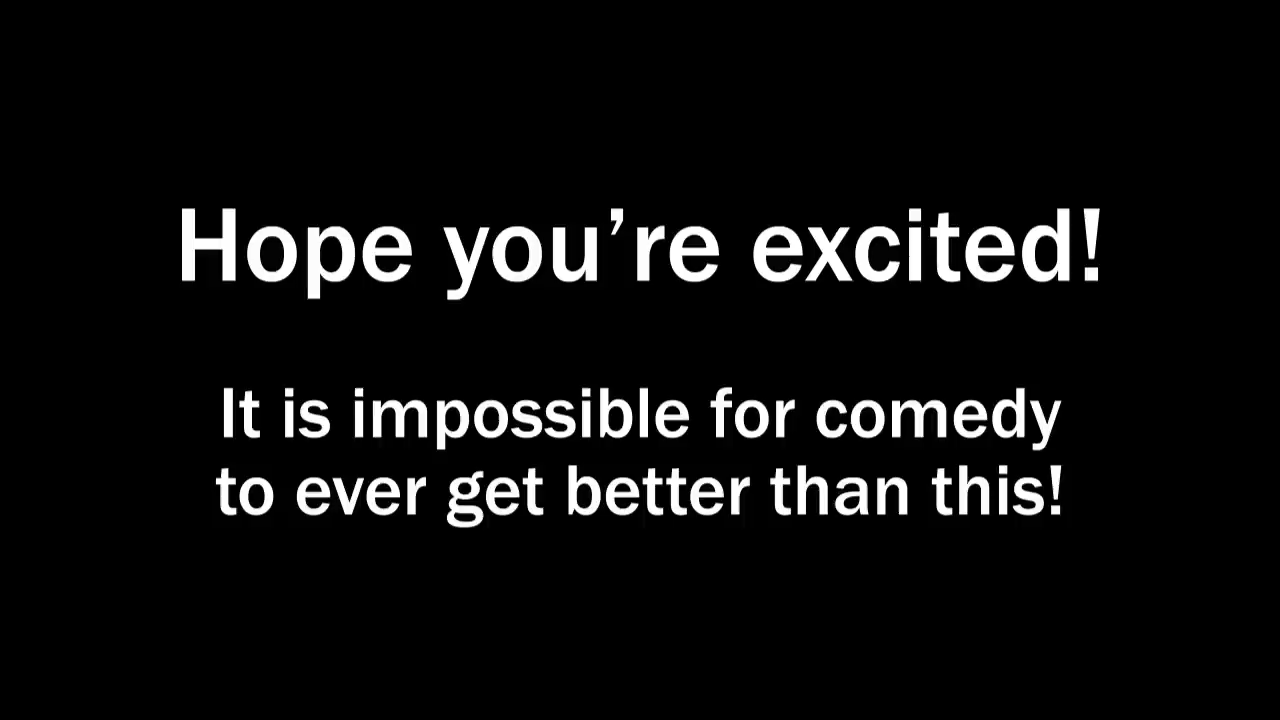 Hope you’re excited!
It is impossible for comedy
to ever get better than this!